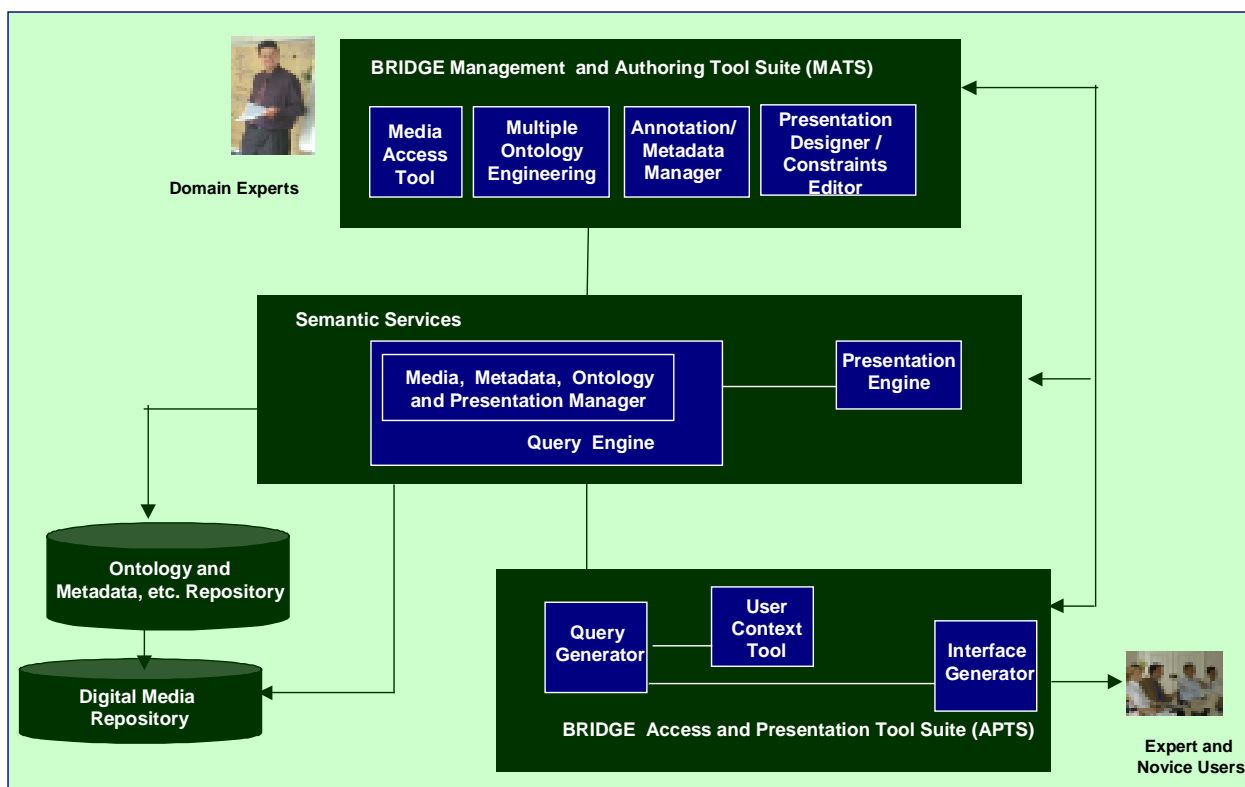 BRIDGE Management and Authoring Tool Suite (MATS)
Media
Access
Tool
Multiple
Ontology
Engineering
Annotation/
Metadata
Manager
Presentation
Designer /
Constraints
Editor
Domain Experts
Semantic Services
Media, Metadata, Ontology
and Presentation Manager
Query Engine
Presentation
Engine
Ontology and
Metadata, etc. Repository
Digital Media
Repository
Query
Generator
User
Context
Tool
Interface
Generator
BRIDGE Access and Presentation Tool Suite (APTS)
Expert and
Novice Users